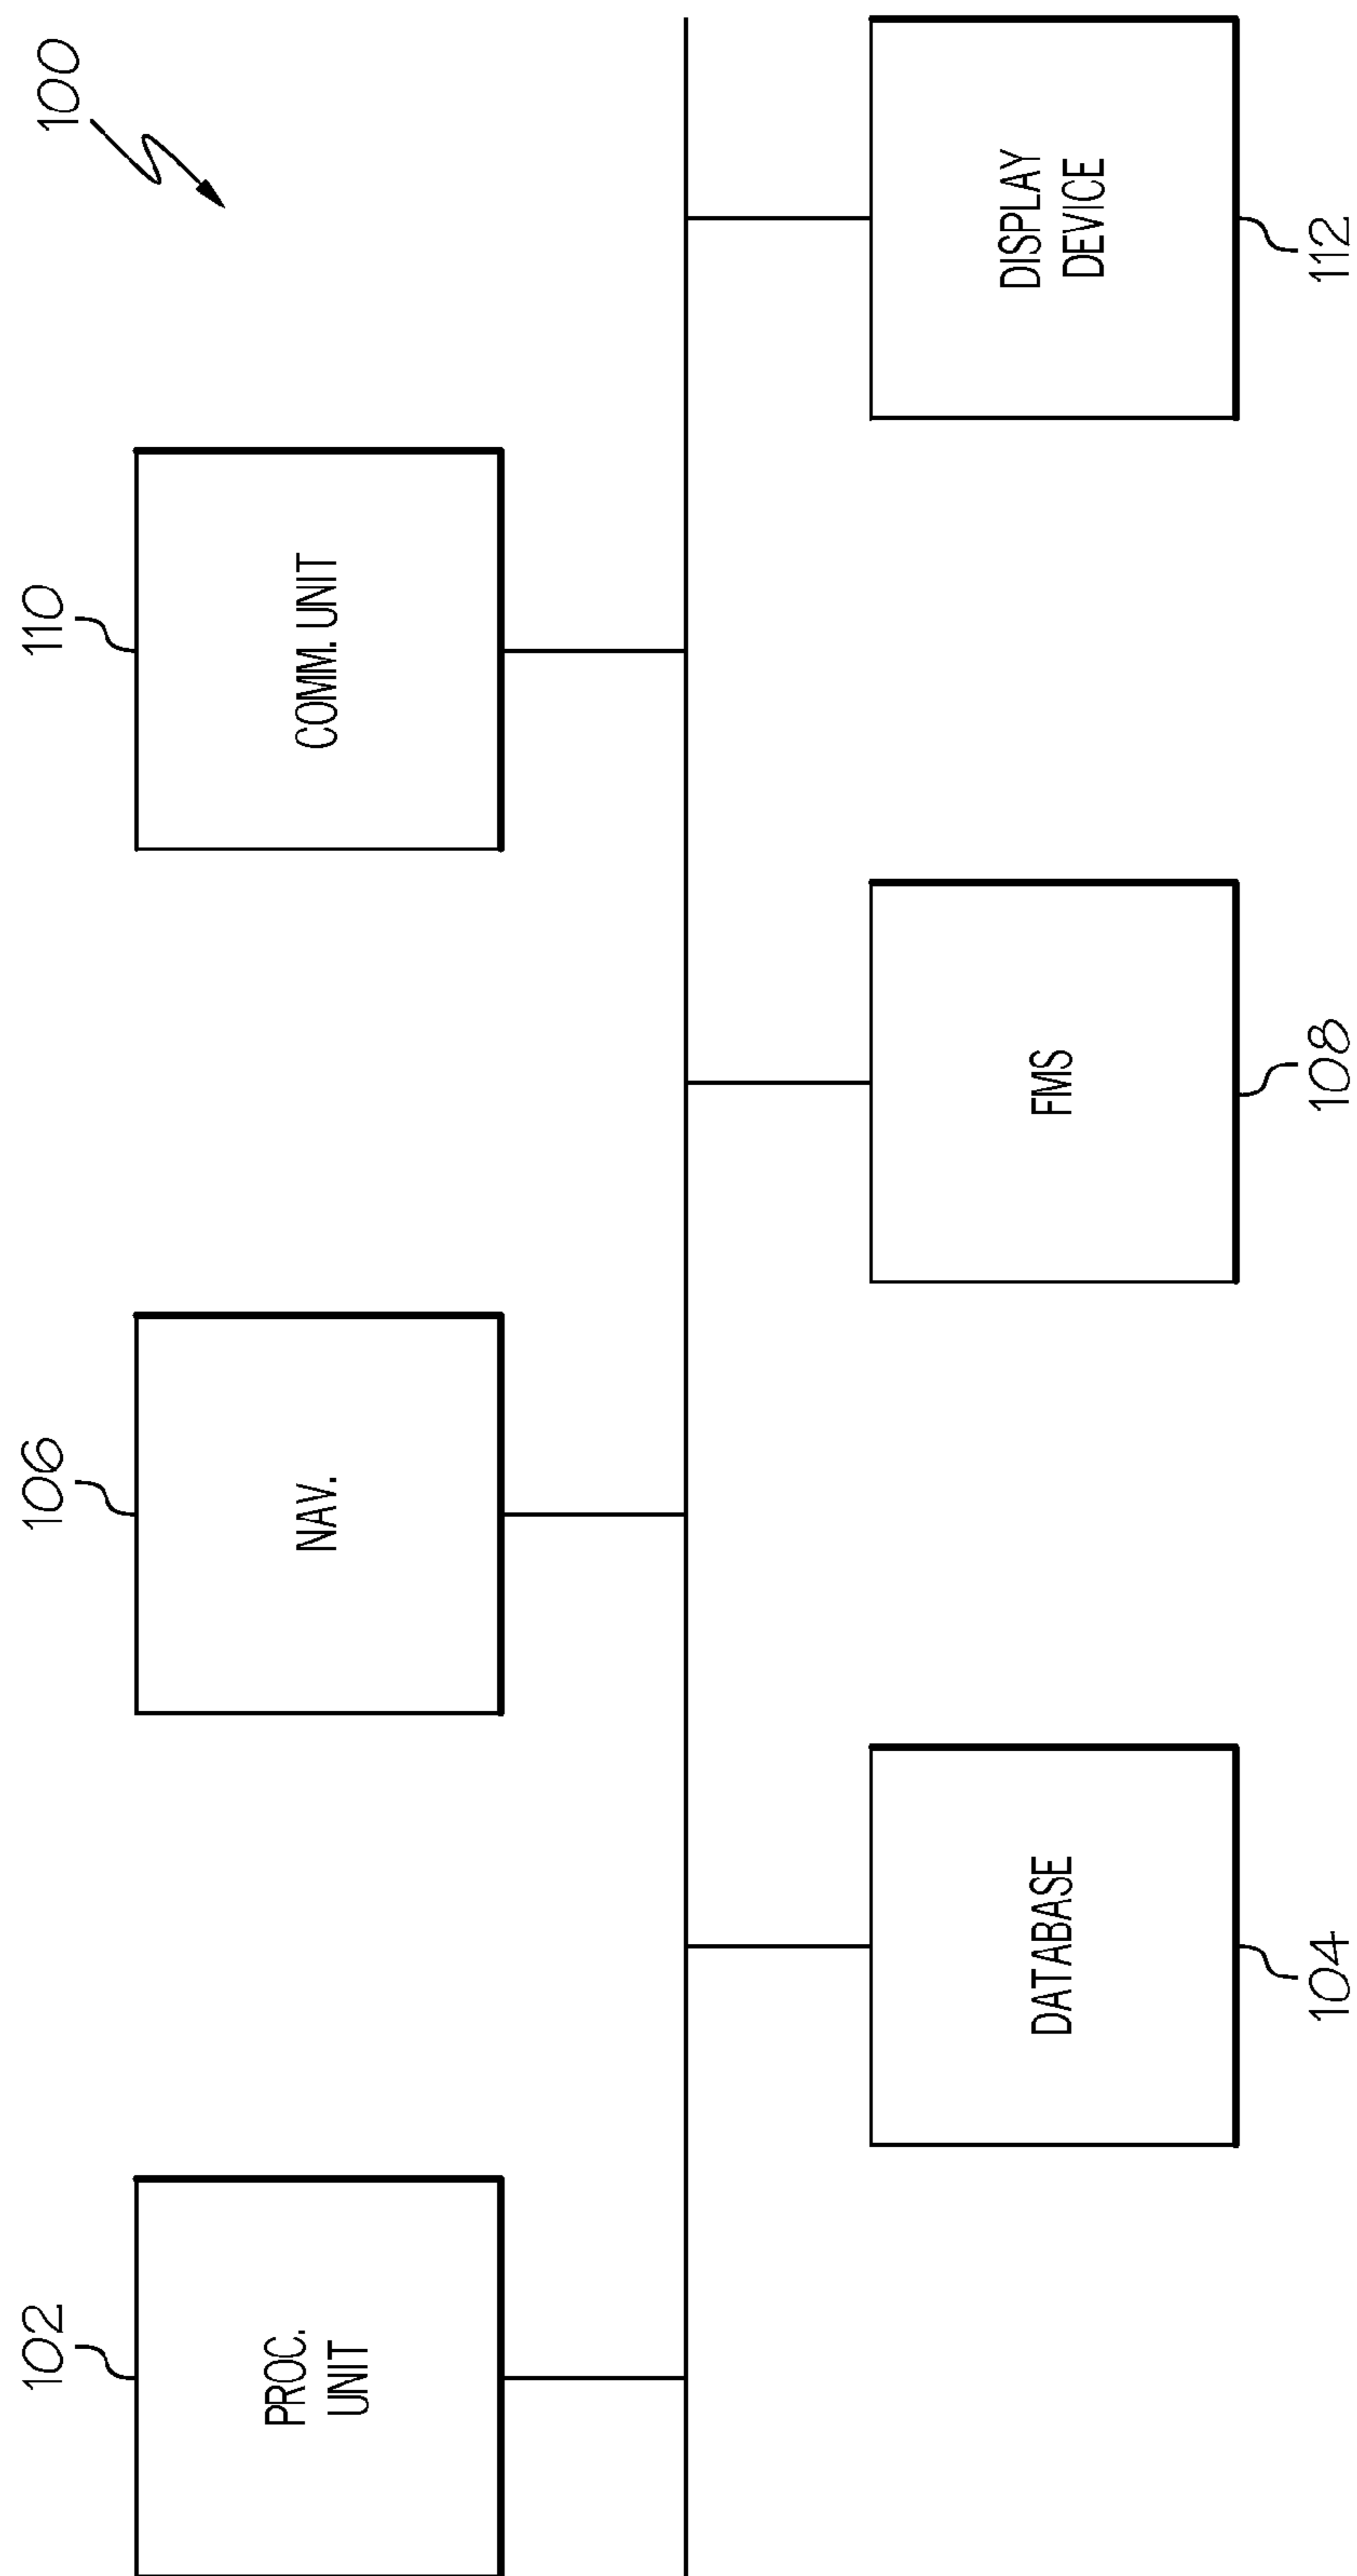 100
102
PROC.
UNIT
106
NAV.
110
COMM. UNIT
DATABASE
104
FMS
108
DISPLAY
DEVICE
112